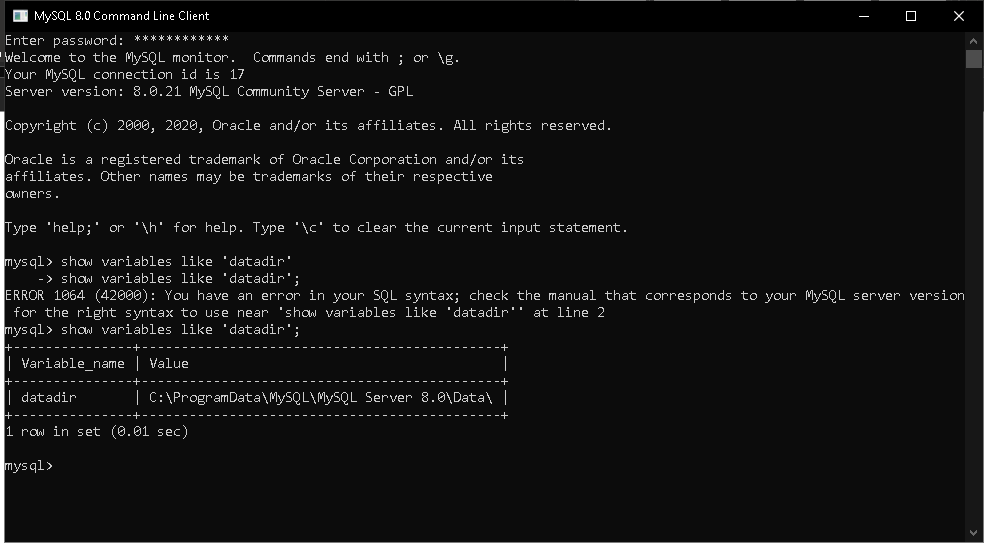 MySQL 8.0 Command Line Client
Enter password: ************
Welcome to the MySQL monitor.  Commands end with ; or \g.
Your MySQL connection id is 17
Server version: 8.0.21 MySQL Community Server - GPL
Copyright (c) 2000, 2020, Oracle and/or its affiliates. All rights reserved.
Oracle is a registered trademark of Oracle Corporation and/or its
affiliates. Other names may be trademarks of their respective
owners.
Type 'help;' or '\h' for help. Type '\c' to clear the current input statement.
mysql> show variables like 'datadir'
    -> show variables like 'datadir';
ERROR 1064 (42000): You have an error in your SQL syntax; check the manual that corresponds to your MySQL server version
 for the right syntax to use near 'show variables like 'datadir'' at line 2
mysql> show variables like 'datadir';
+---------------+---------------------------------------------+
| Variable_name | Value                                       |
+---------------+---------------------------------------------+
| datadir       | C:\ProgramData\MySQL\MySQL Server 8.0\Data\ |
+---------------+---------------------------------------------+
1 row in set (0.01 sec)
mysql>